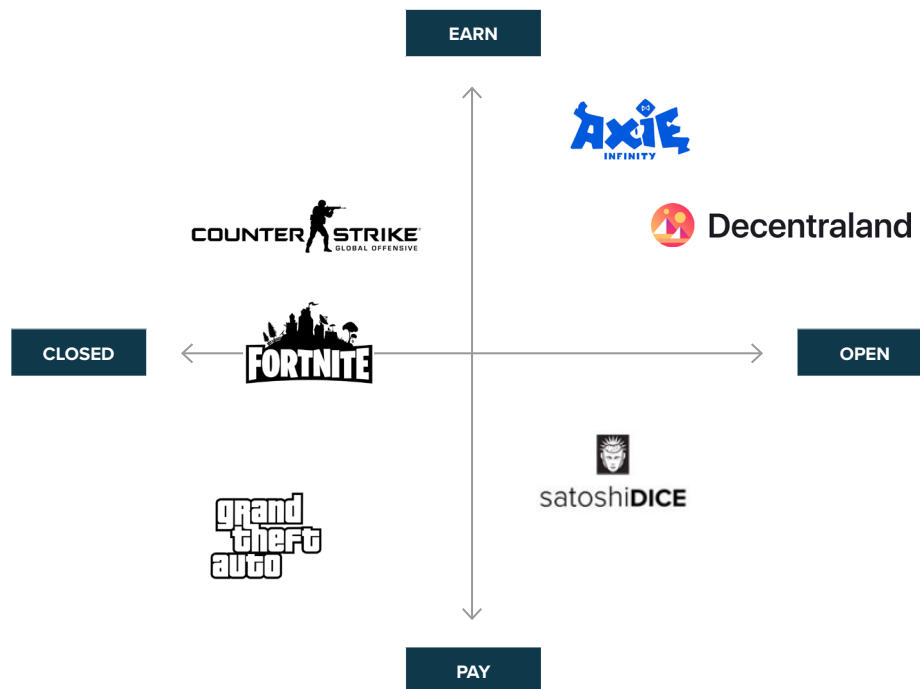 EARN
AXIE
INFINITY
COUNTER STRIKE
GLOBAL OFFENSIVE
Decentraland
FORTNITE
CLOSED
OPEN
satoshiDICE
grand
theft
auto
PAY